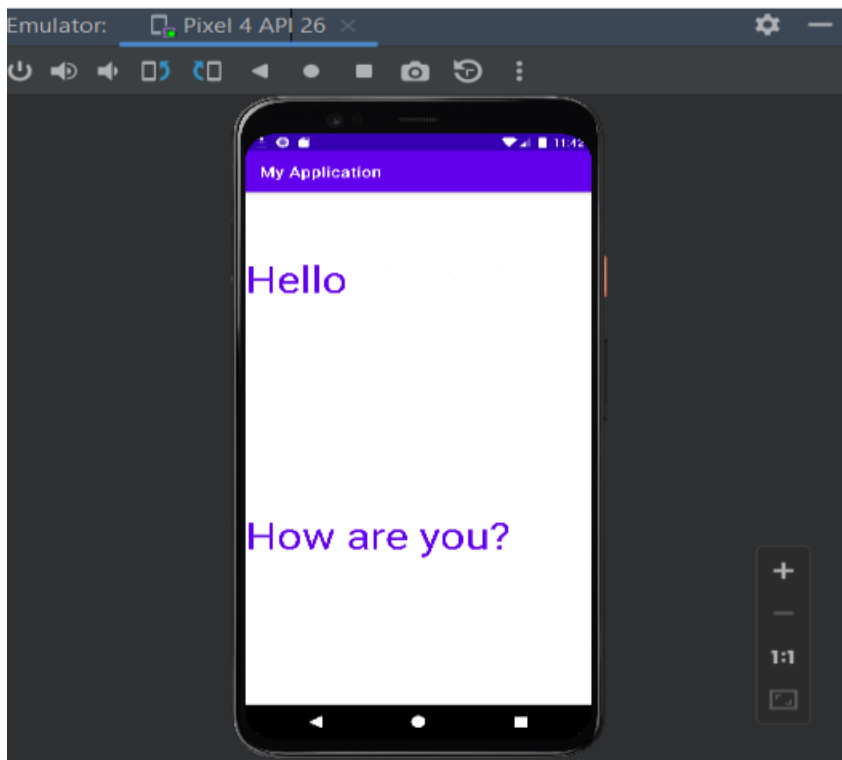 Emulator: Pixel 4 API 26
11:42
My Application
Hello
How are you?
1:1